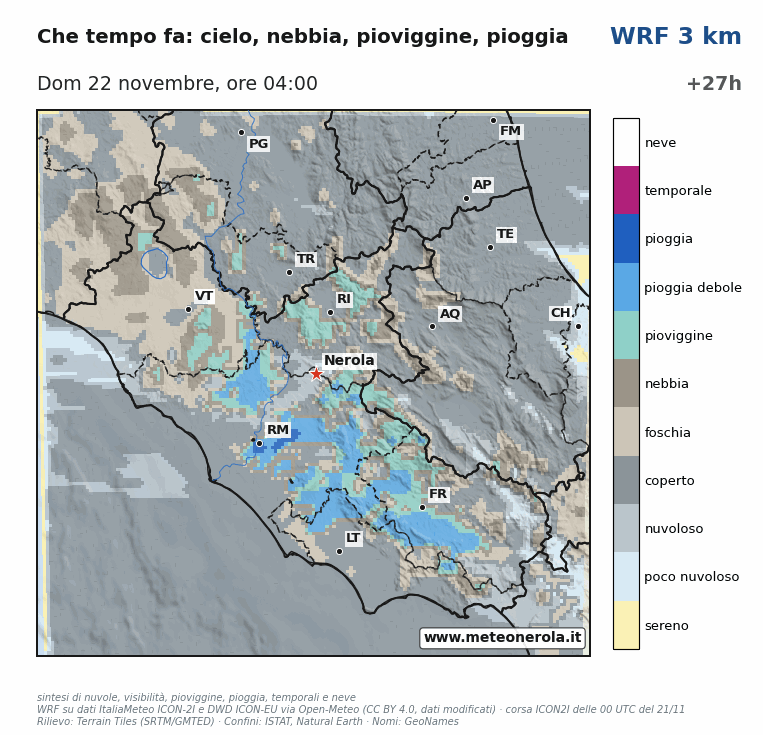 Che tempo fa: cielo, nebbia, pioviggine, pioggia
WRF 3 km
Dom 22 novembre, ore 04:00
+27h
PG
FM
AP
TE
TR
RI
VT
AQ
CH.
Nerola
RM
FR
LT
www.meteonerola.it
neve
temporale
pioggia
pioggia debole
pioviggine
nebbia
foschia
coperto
nuvoloso
poco nuvoloso
sereno
sintesi di nuvole, visibilità, pioviggine, pioggia, temporali e neve
WRF su dati ItaliaMeteo ICON-2I e DWD ICON-EU via Open-Meteo (CC BY 4.0, dati modificati) · corsa ICON2I delle 00 UTC del 21/11
Rilievo: Terrain Tiles (SRTM/GMTED) · Confini: ISTAT, Natural Earth · Nomi: GeoNames